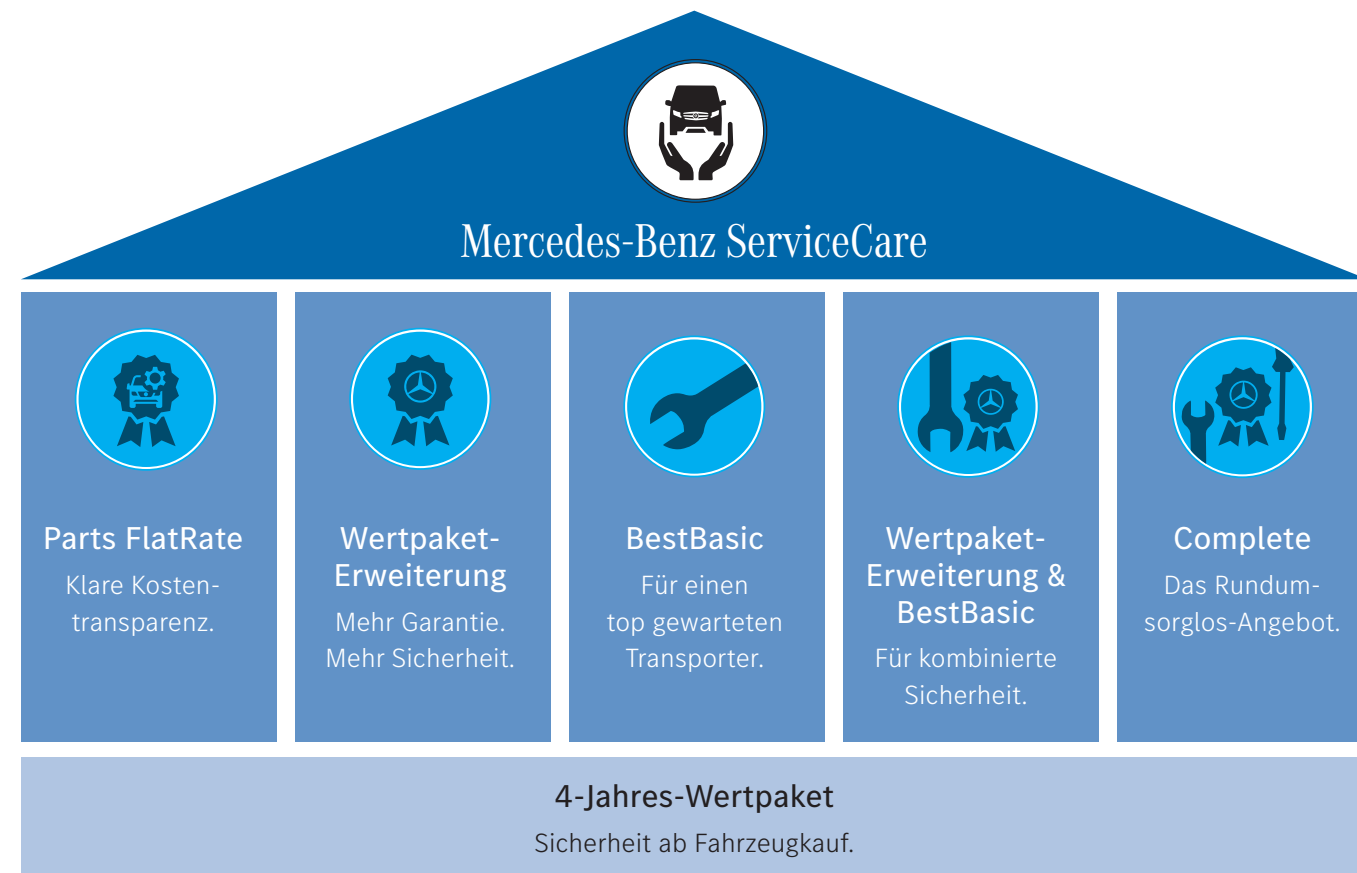 Mercedes-Benz ServiceCare
Parts FlatRate
Klare Kosten-
transparenz.
Wertpaket-
Erweiterung
Mehr Garantie.
Mehr Sicherheit.
BestBasic
Für einen
top gewarteten
Transporter.
Wertpaket-
Erweiterung &
BestBasic
Für kombinierte
Sicherheit.
Complete
Das Rundum-
sorglos-Angebot.
4-Jahres-Wertpaket
Sicherheit ab Fahrzeugkauf.